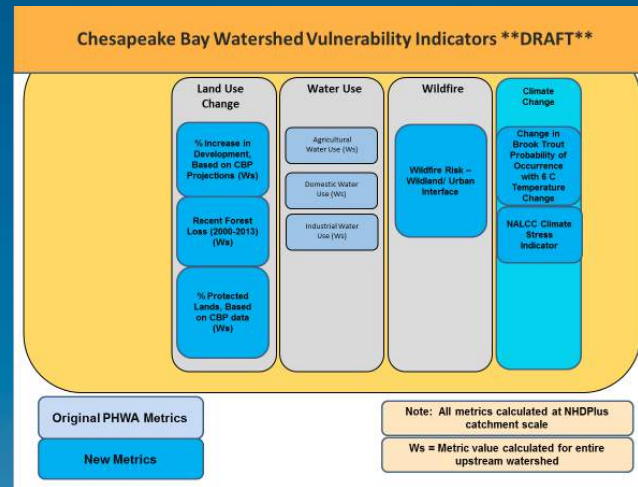 Chesapeake Bay Watershed Vulnerability Indicators **DRAFT**
Land Use
Change
% Increase in
Development,
Based on CBP
Projections (Ws)
Recent Forest
Loss (2000-2013)
(Ws)
% Protected
Lands, Based
on CBP data
(Ws)
Water Use
Agricultural
Water Use (Ws)
Domestic Water
Use (Ws)
Industrial Water
Use (Ws)
Wildfire
Wildfire Risk –
Wildland/ Urban
Interface
Climate
Change
Change in
Brook Trout
Probability of
Occurrence
with 6 C
Temperature
Change
NALCC Climate
Stress
Indicator
Original PHWA Metrics
New Metrics
Note: All metrics calculated at NHDPlus
catchment scale
Ws = Metric value calculated for entire
upstream watershed